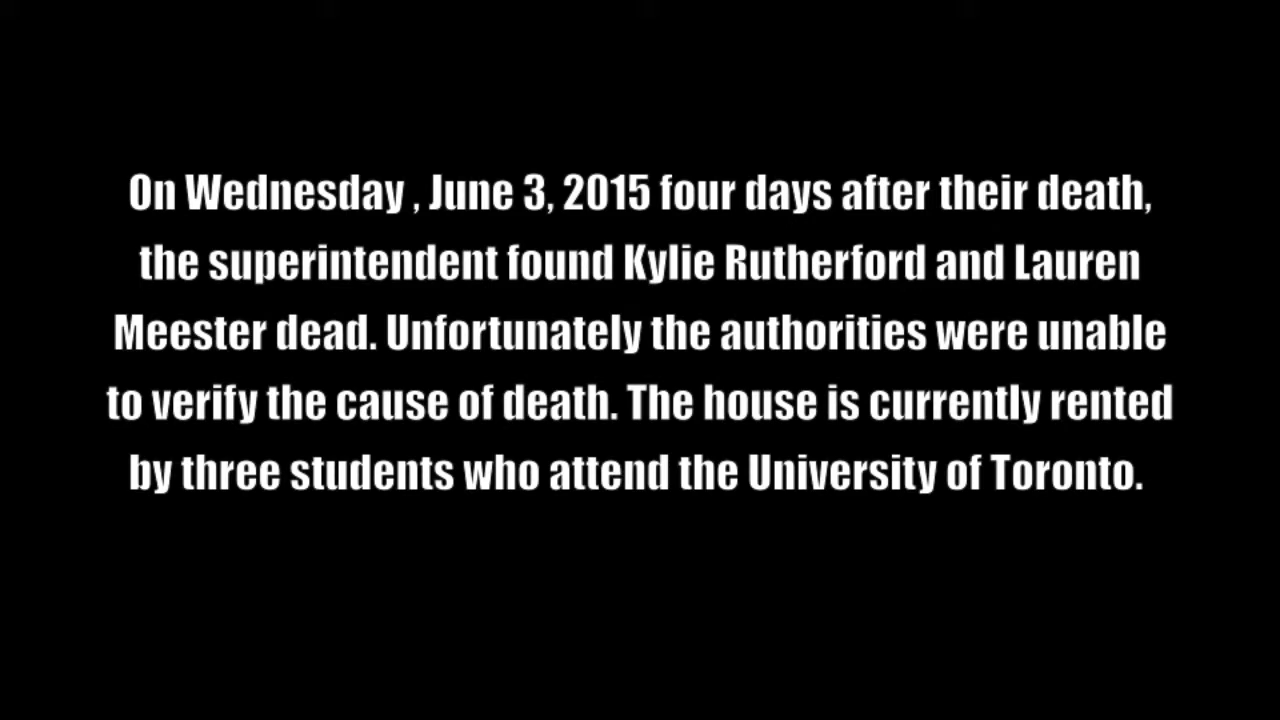 On Wednesday , June 3, 2015 four days after their death,
the superintendent found Kylie Rutherford and Lauren
Meester dead. Unfortunately the authorities were unable
to verify the cause of death. The house is currently rented
by three students who attend the University of Toronto.